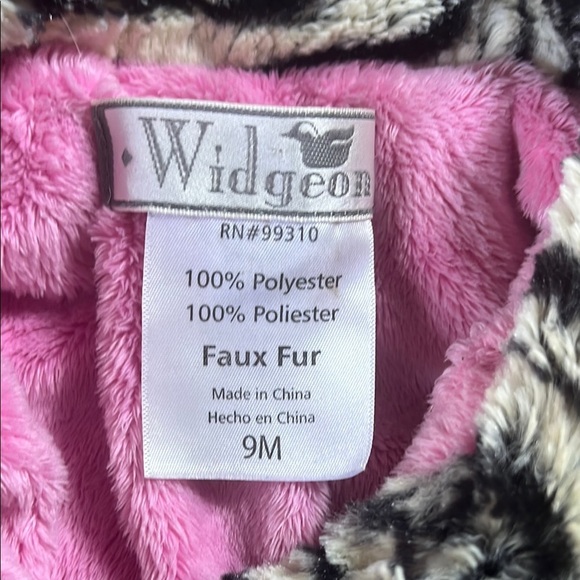 Widgeon
RN#99310
100% Polyester
100% Poliester
Faux Fur
Made in China
Hecho en China
9M